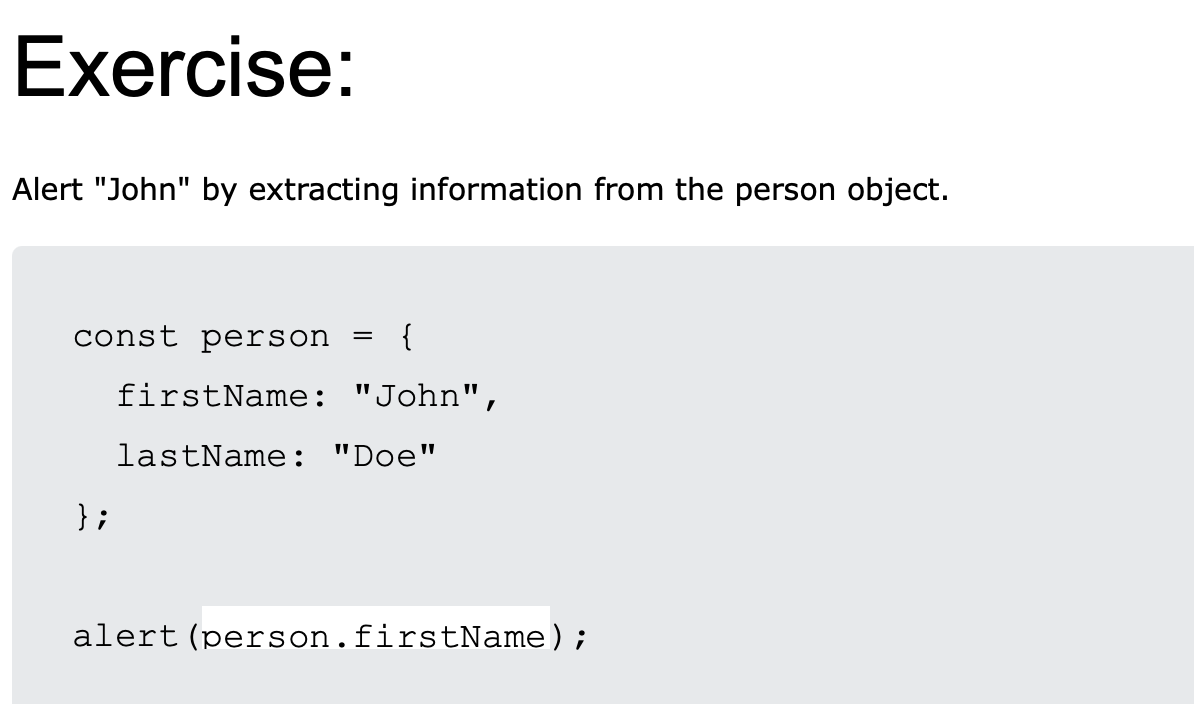 Exercise:
Alert "John" by extracting information from the person object.
const person = {
  firstName: "John",
  lastName: "Doe"
};
alert(person.firstName);